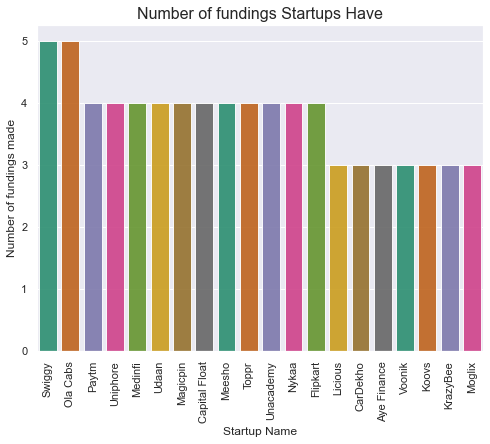 Number of fundings Startups Have
Number of fundings made
5
4
3
2
1
0
Swiggy
Ola Cabs
Paytm
Uniphore
Medinfi
Udaan
Magicpin
Capital Float
Meesho
Toppr
Unacademy
Nykaa
Flipkart
Licious
CarDekho
Aye Finance
Voonik
Koovs
KrazyBee
Moglix
Startup Name